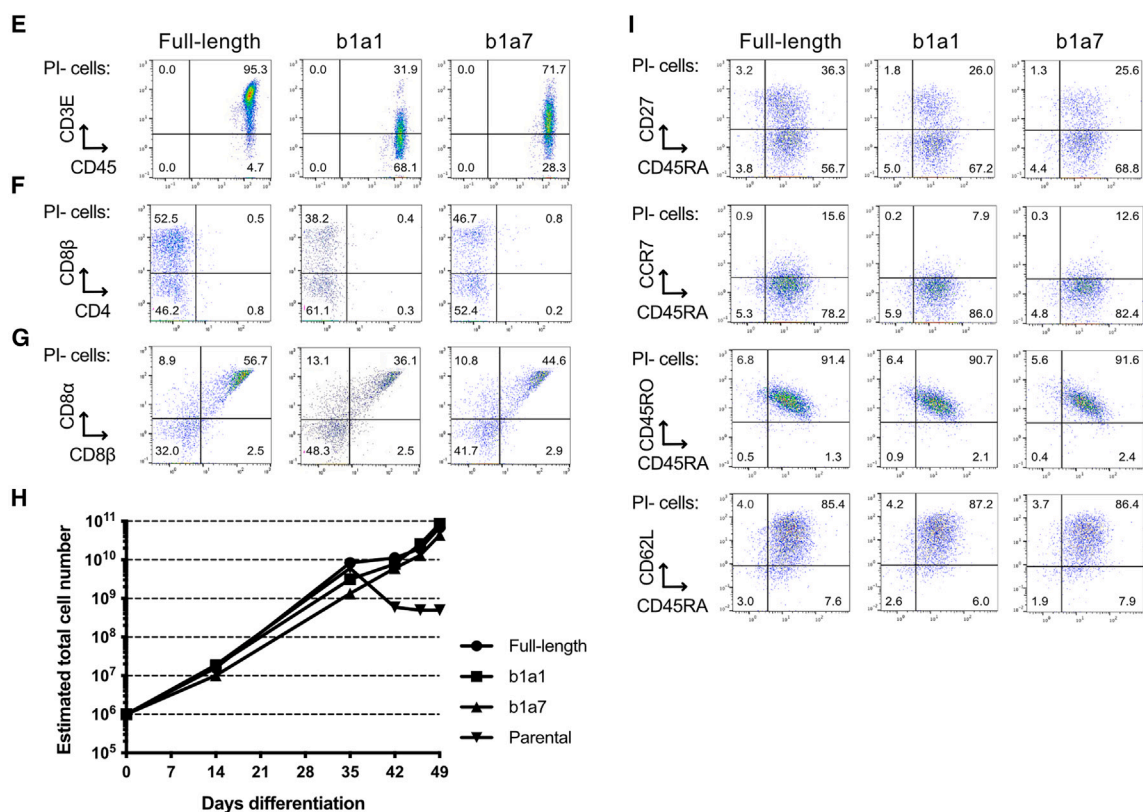 E
Full-length b1a1 b1a7
PI- cells:
0.0 95.3 0.0 31.9 0.0 71.7
CD3E
CD45
0.0 4.7 0.0 68.1 0.0 28.3
F
PI- cells:
52.5 0.5 38.2 0.4 46.7 0.8
CD8β
CD4
46.2 0.8 61.1 0.3 52.4 0.2
G
PI- cells:
8.9 56.7 13.1 36.1 10.8 44.6
CD8α
CD8β
32.0 2.5 48.3 2.5 41.7 2.9
H
Estimated total cell number
10¹¹
10¹⁰
10⁹
10⁸
10⁷
10⁶
10⁵
0 7 14 21 28 35 42 49
Days differentiation
Full-length
b1a1
b1a7
Parental
I
Full-length b1a1 b1a7
PI- cells:
3.2 36.3 1.8 26.0 1.3 25.6
CD27
CD45RA
3.8 56.7 5.0 67.2 4.4 68.8
PI- cells:
0.9 15.6 0.2 7.9 0.3 12.6
CCR7
CD45RA
5.3 78.2 5.9 86.0 4.8 82.4
PI- cells:
6.8 91.4 6.4 90.7 5.6 91.6
CD45RO
CD45RA
0.5 1.3 0.9 2.1 0.4 2.4
PI- cells:
4.0 85.4 4.2 87.2 3.7 86.4
CD62L
CD45RA
3.0 7.6 2.6 6.0 1.9 7.9